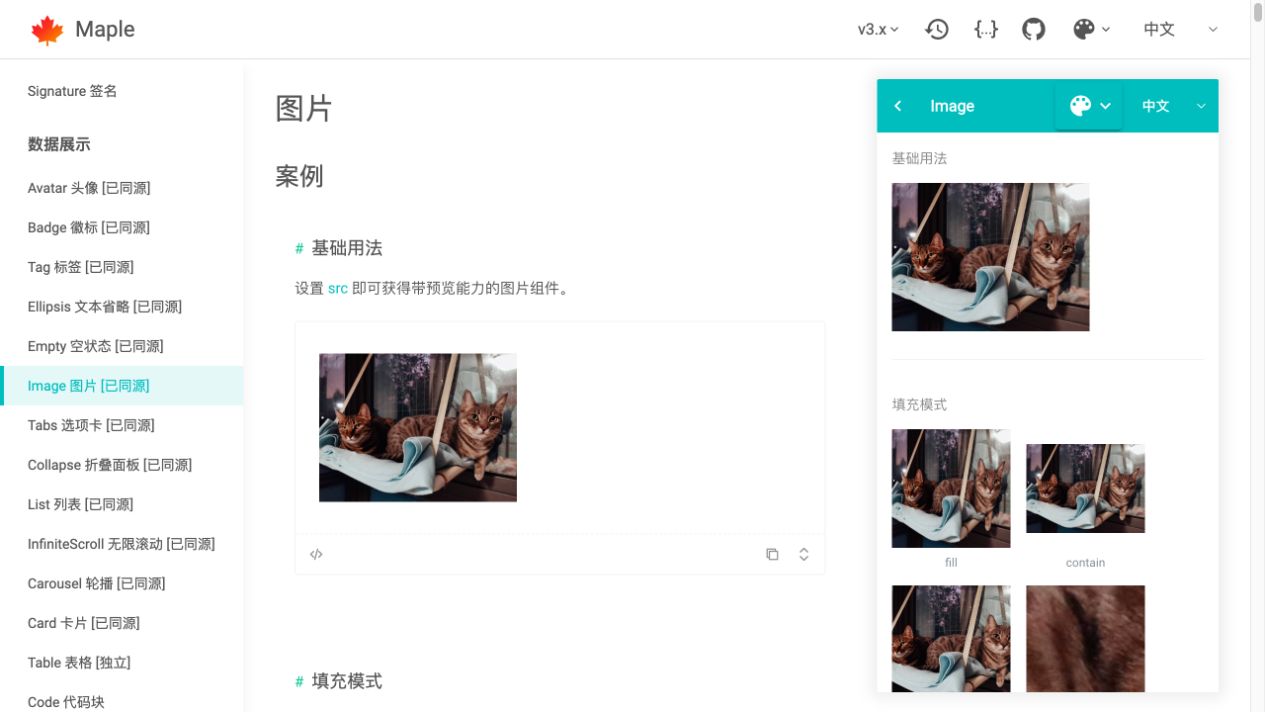 Maple
v3.x
{...}
中文
Signature 签名
数据展示
Avatar 头像 [已同源]
Badge 徽标 [已同源]
Tag 标签 [已同源]
Ellipsis 文本省略 [已同源]
Empty 空状态 [已同源]
Image 图片 [已同源]
Tabs 选项卡 [已同源]
Collapse 折叠面板 [已同源]
List 列表 [已同源]
InfiniteScroll 无限滚动 [已同源]
Carousel 轮播 [已同源]
Card 卡片 [已同源]
Table 表格 [独立]
Code 代码块
图片
案例
# 基础用法
设置 src 即可获得带预览能力的图片组件。
# 填充模式
Image
中文
基础用法
填充模式
fill
contain